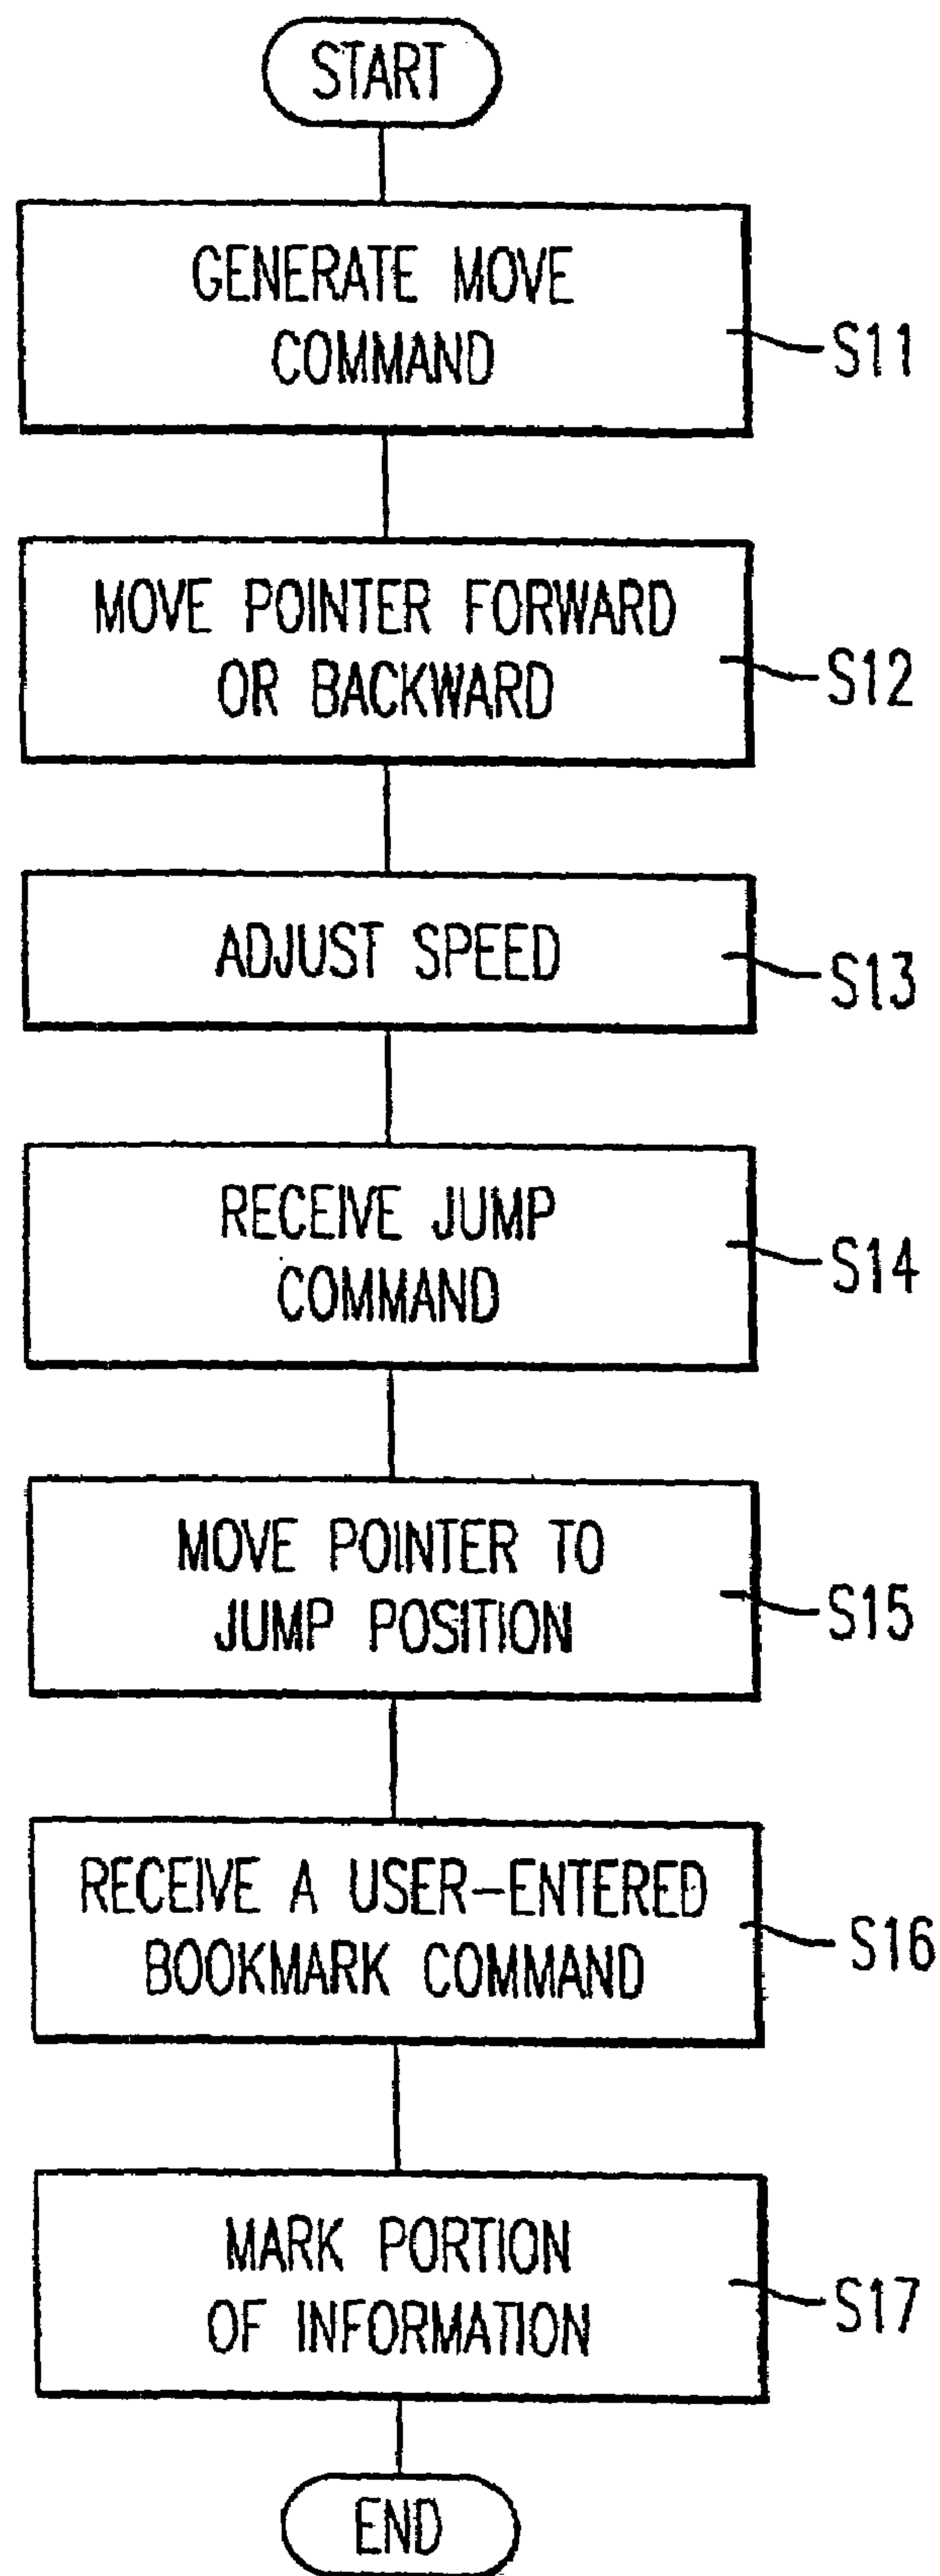 START
GENERATE MOVE
COMMAND
S11
MOVE POINTER FORWARD
OR BACKWARD
S12
ADJUST SPEED
S13
RECEIVE JUMP
COMMAND
S14
MOVE POINTER TO
JUMP POSITION
S15
RECEIVE A USER-ENTERED
BOOKMARK COMMAND
S16
MARK PORTION
OF INFORMATION
S17
END